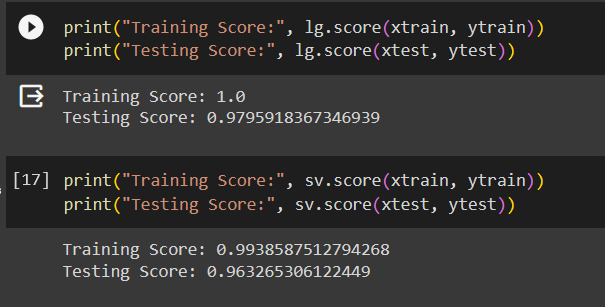 print("Training Score:", lg.score(xtrain, ytrain))
print("Testing Score:", lg.score(xtest, ytest))
Training Score: 1.0
Testing Score: 0.9795918367346939
[17] print("Training Score:", sv.score(xtrain, ytrain))
print("Testing Score:", sv.score(xtest, ytest))
Training Score: 0.9938587512794268
Testing Score: 0.963265306122449